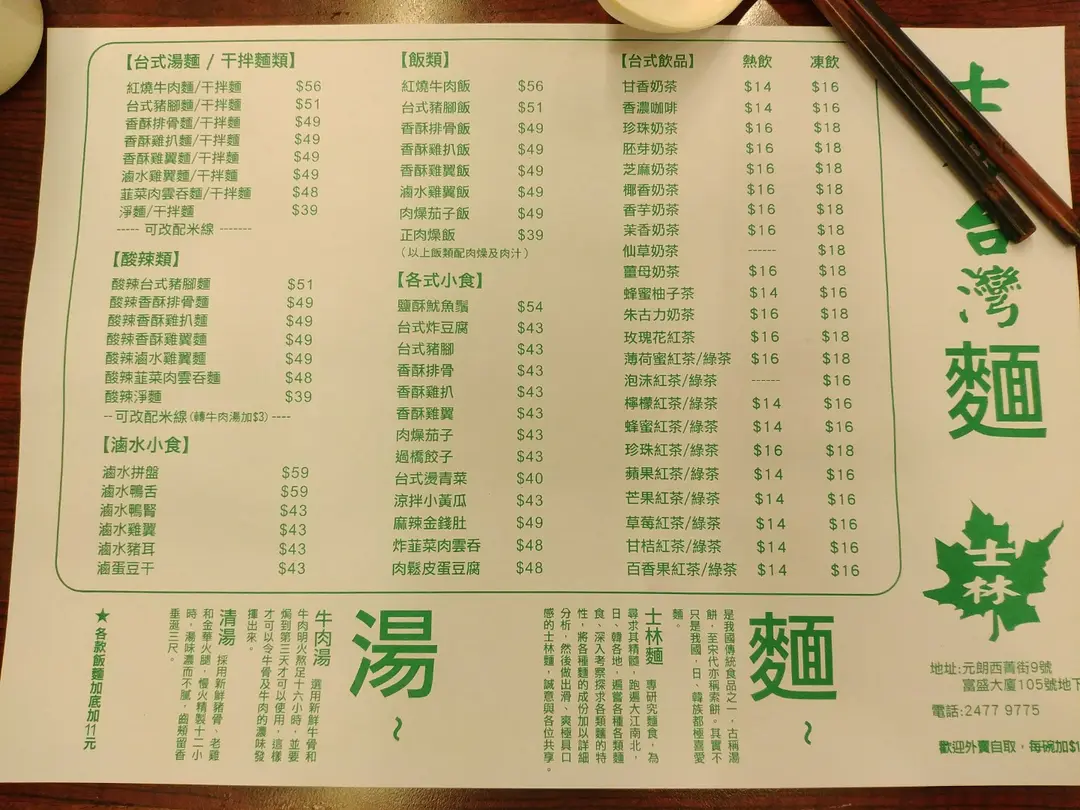 【台式湯麵 / 干拌麵類】
紅燒牛肉麵/干拌麵 $56
台式豬腳麵/干拌麵 $51
香酥排骨麵/干拌麵 $49
香酥雞扒麵/干拌麵 $49
香酥雞翼麵/干拌麵 $49
滷水雞翼麵/干拌麵 $49
韮菜肉雲吞麵/干拌麵 $48
淨麵/干拌麵 $39
----- 可改配米線 -------
【酸辣類】
酸辣台式豬腳麵 $51
酸辣香酥排骨麵 $49
酸辣香酥雞扒麵 $49
酸辣香酥雞翼麵 $49
酸辣滷水雞翼麵 $49
酸辣韮菜肉雲吞麵 $48
酸辣淨麵 $39
-- 可改配米線(轉牛肉湯加$3) ----
【滷水小食】
滷水拼盤 $59
滷水鴨舌 $59
滷水鴨腎 $43
滷水雞翼 $43
滷水豬耳 $43
滷蛋豆干 $43
【飯類】
紅燒牛肉飯 $56
台式豬腳飯 $51
香酥排骨飯 $49
香酥雞扒飯 $49
香酥雞翼飯 $49
滷水雞翼飯 $49
肉燥茄子飯 $49
正肉燥飯 $39
(以上飯類配肉燥及肉汁)
【各式小食】
鹽酥魷魚鬚 $54
台式炸豆腐 $43
台式豬腳 $43
香酥排骨 $43
香酥雞扒 $43
香酥雞翼 $43
肉燥茄子 $43
過橋餃子 $43
台式燙青菜 $40
涼拌小黃瓜 $43
麻辣金錢肚 $49
炸韮菜肉雲吞 $48
肉鬆皮蛋豆腐 $48
【台式飲品】 熱飲 凍飲
甘香奶茶 $14 $16
香濃咖啡 $14 $16
珍珠奶茶 $16 $18
胚芽奶茶 $16 $18
芝麻奶茶 $16 $18
椰香奶茶 $16 $18
香芋奶茶 $16 $18
茉香奶茶 $16 $18
仙草奶茶 ------ $18
薑母奶茶 $16 $18
蜂蜜柚子茶 $14 $16
朱古力奶茶 $16 $18
玫瑰花紅茶 $16 $18
薄荷蜜紅茶/綠茶 $16 $18
泡沫紅茶/綠茶 ------ $16
檸檬紅茶/綠茶 $14 $16
蜂蜜紅茶/綠茶 $14 $16
珍珠紅茶/綠茶 $16 $18
蘋果紅茶/綠茶 $14 $16
芒果紅茶/綠茶 $14 $16
草莓紅茶/綠茶 $14 $16
甘桔紅茶/綠茶 $14 $16
百香果紅茶/綠茶 $14 $16
士
台灣麵
士林
地址:元朗西菁街9號
富盛大廈105號地下
電話:2477 9775
歡迎外賣自取，每碗加$1
麵~
是我國傳統食品之一，古稱湯
餅，至宋代亦稱索餅。其實不
只是我國，日、韓族都極喜愛
麵。
士林麵 專研究麵食，為
尋求其精髓，跑遍大江南北，
日、韓各地，遍嘗各種各類麵
食，深入考察探求各類麵的特
性，將各種麵的成份加以詳細
分析，然後做出滑、爽極具口
感的士林麵，誠意與各位共享。
湯~
牛肉湯 選用新鮮牛骨和
牛肉明火熬足十六小時，並要
焗到第三天才可以使用，這樣
才可以令牛骨及牛肉的濃味發
揮出來。
清湯 採用新鮮豬骨、老雞
和金華火腿，慢火精製十二小
時，湯味濃而不膩，齒頰留香
垂涎三尺。
★ 各款飯麵加底加11元